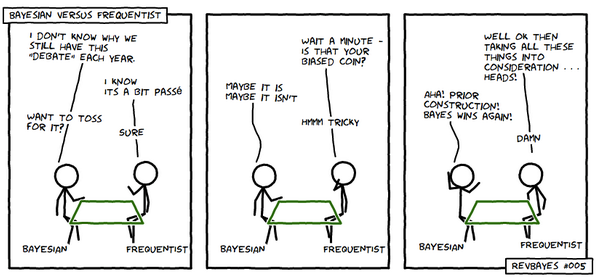 BAYESIAN VERSUS FREQUENTIST
I DON'T KNOW WHY WE
STILL HAVE THIS
"DEBATE" EACH YEAR.
I KNOW
ITS A BIT PASSÉ
WANT TO TOSS
FOR IT?
SURE
BAYESIAN
FREQUENTIST
WAIT A MINUTE -
IS THAT YOUR
BIASED COIN?
MAYBE IT IS
MAYBE IT ISN'T
HMMM TRICKY
BAYESIAN
FREQUENTIST
WELL OK THEN
TAKING ALL THESE
THINGS INTO
CONSIDERATION . . .
HEADS!
AHA! PRIOR
CONSTRUCTION!
BAYES WINS AGAIN!
DAMN
BAYESIAN
FREQUENTIST
REVBAYES #005